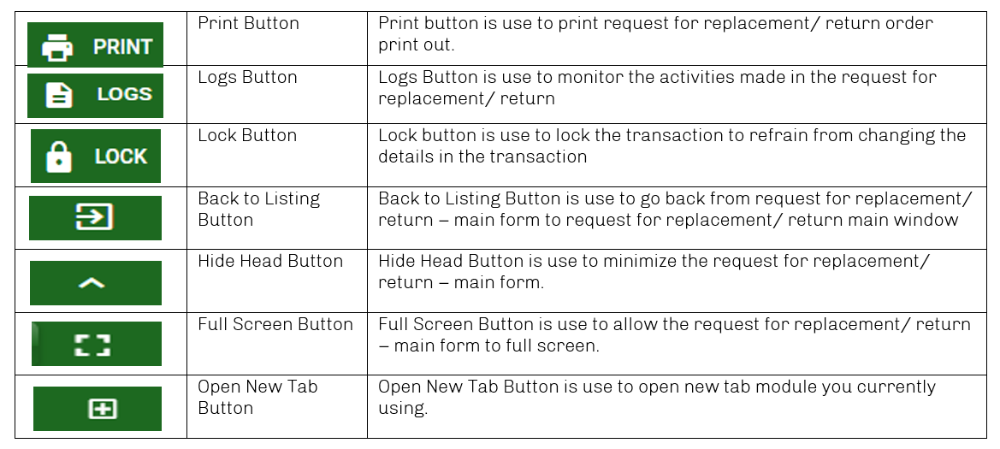 PRINT
Print Button
Print button is use to print request for replacement/ return order
print out.
LOGS
Logs Button
Logs Button is use to monitor the activities made in the request for
replacement/ return
LOCK
Lock Button
Lock button is use to lock the transaction to refrain from changing the
details in the transaction
Back to Listing
Button
Back to Listing Button is use to go back from request for replacement/
return – main form to request for replacement/ return main window
Hide Head Button
Hide Head Button is use to minimize the request for replacement/
return – main form.
Full Screen Button
Full Screen Button is use to allow the request for replacement/ return
– main form to full screen.
Open New Tab
Button
Open New Tab Button is use to open new tab module you currently
using.